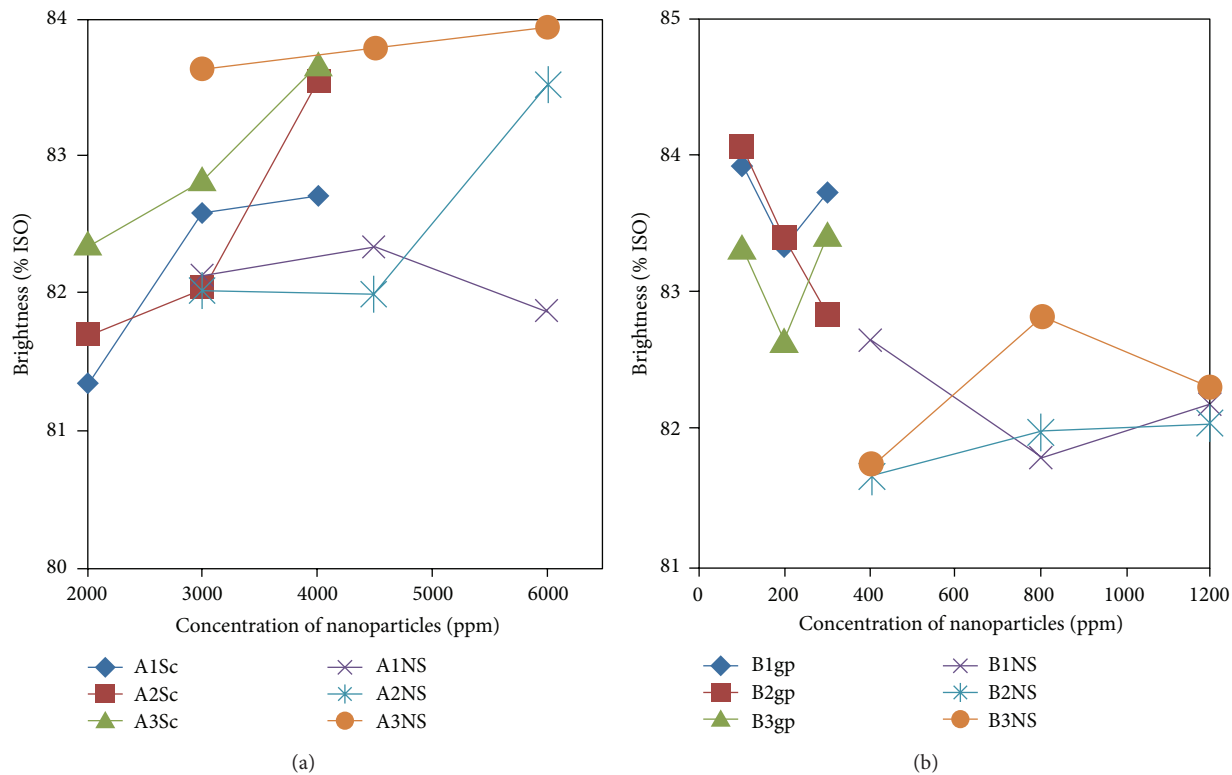 84
83
82
81
80
Brightness (% ISO)
2000 3000 4000 5000 6000
Concentration of nanoparticles (ppm)
A1Sc A1NS
A2Sc A2NS
A3Sc A3NS
(a)
85
84
83
82
81
Brightness (% ISO)
0 200 400 600 800 1000 1200
Concentration of nanoparticles (ppm)
B1gp B1NS
B2gp B2NS
B3gp B3NS
(b)